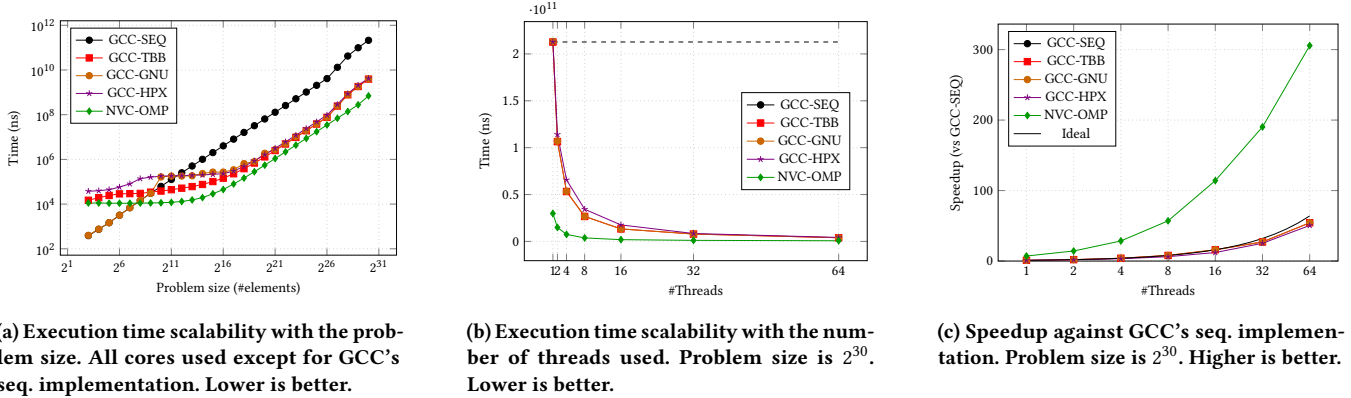 10^12
10^10
10^8
10^6
10^4
10^2
Time (ns)
GCC-SEQ
GCC-TBB
GCC-GNU
GCC-HPX
NVC-OMP
2^1 2^6 2^11 2^16 2^21 2^26 2^31
Problem size (#elements)
(a) Execution time scalability with the prob-
lem size. All cores used except for GCC's
seq. implementation. Lower is better.
·10^11
2
1.5
1
0.5
0
Time (ns)
GCC-SEQ
GCC-TBB
GCC-GNU
GCC-HPX
NVC-OMP
1 2 4 8 16 32 64
#Threads
(b) Execution time scalability with the num-
ber of threads used. Problem size is 2^30.
Lower is better.
300
200
100
0
Speedup (vs GCC-SEQ)
GCC-SEQ
GCC-TBB
GCC-GNU
GCC-HPX
NVC-OMP
Ideal
1 2 4 8 16 32 64
#Threads
(c) Speedup against GCC's seq. implemen-
tation. Problem size is 2^30. Higher is better.